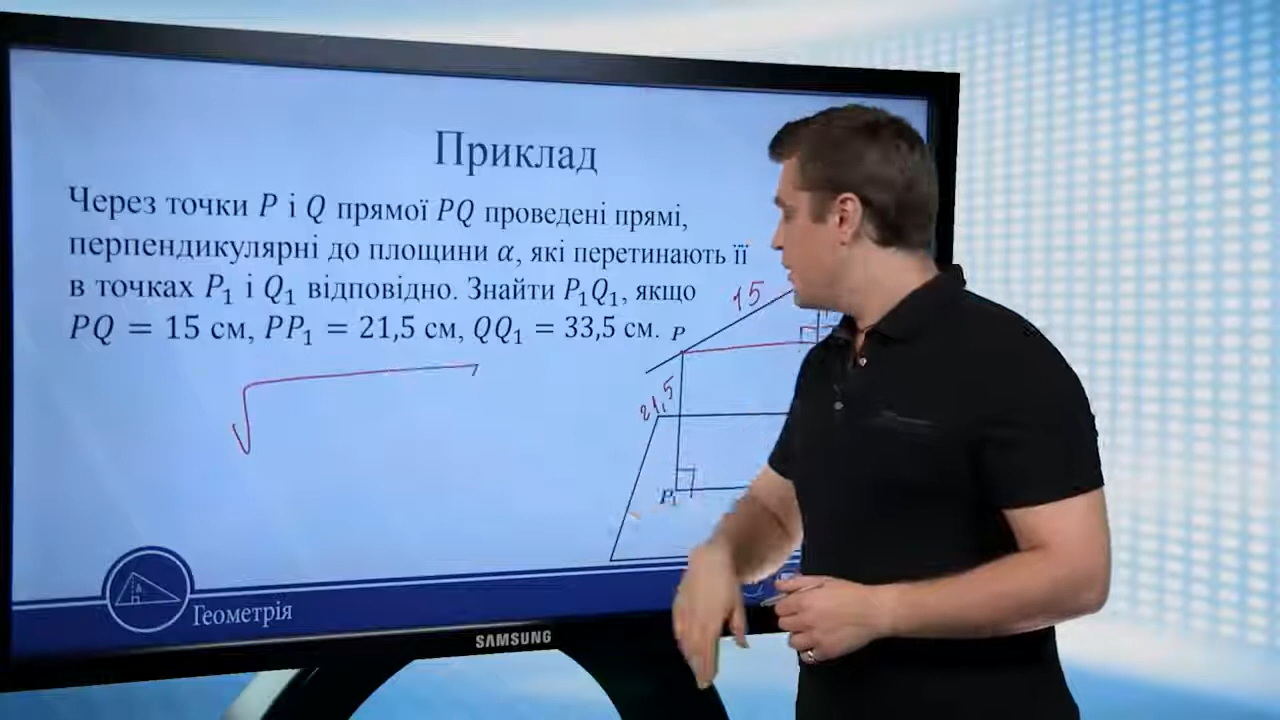 Приклад
Через точки P і Q прямої PQ проведені прямі,
перпендикулярні до площини α, які перетинають її
в точках P₁ і Q₁ відповідно. Знайти P₁Q₁, якщо
PQ = 15 см, PP₁ = 21,5 см, QQ₁ = 33,5 см.
15
P
21,5
P₁
Геометрія
SAMSUNG